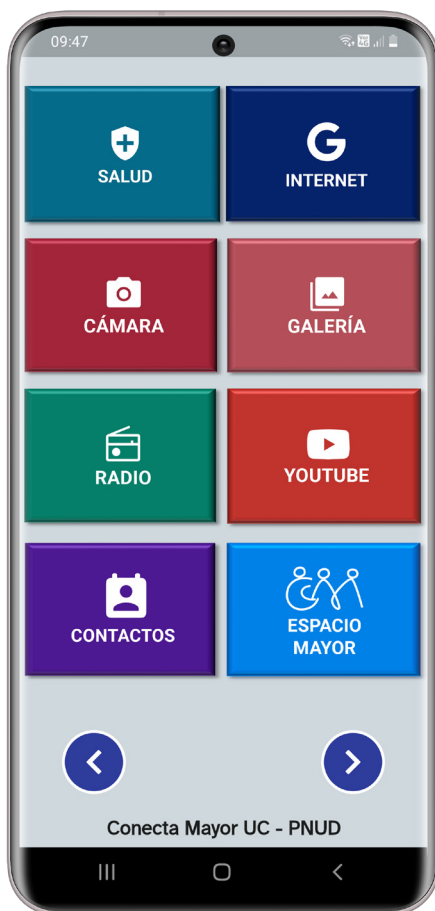 09:47
SALUD
INTERNET
CÁMARA
GALERÍA
RADIO
YOUTUBE
CONTACTOS
ESPACIO
MAYOR
Conecta Mayor UC - PNUD